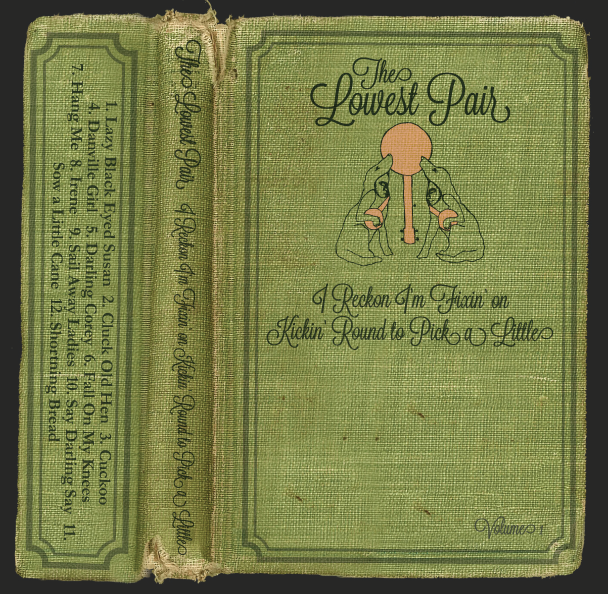 1. Lazy Black Eyed Susan 2. Cluck Old Hen 3. Cuckoo
4. Danville Girl 5. Darling Corey 6. Fall On My Knees
7. Hang Me 8. Irene 9. Sail Away Ladies 10. Say Darling Say 11.
Sow a Little Cane 12. Shortning Bread
The Lowest Pair I Reckon I'm Fixin' on Kickin' Round to Pick a Little
The
Lowest Pair
I Reckon I'm Fixin' on
Kickin' Round to Pick a Little
Volume 1